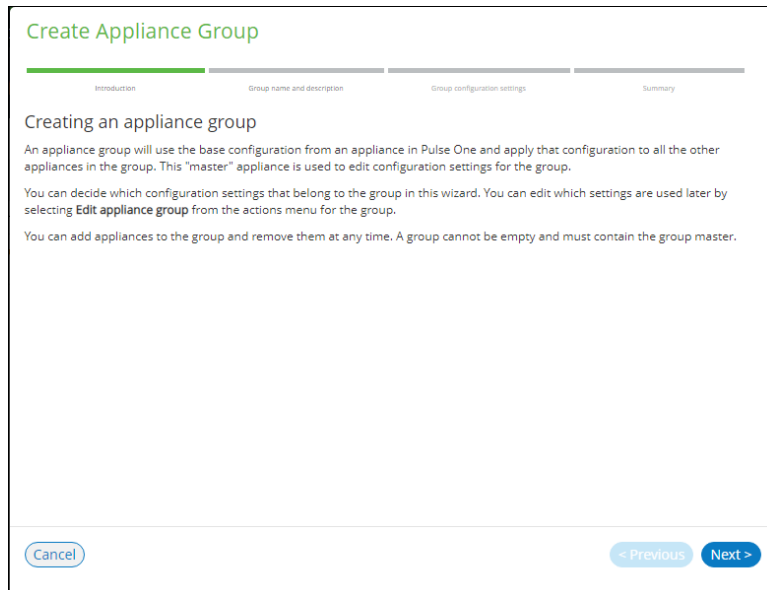 Create Appliance Group
Introduction
Group name and description
Group configuration settings
Summary
Creating an appliance group
An appliance group will use the base configuration from an appliance in Pulse One and apply that configuration to all the other
appliances in the group. This "master" appliance is used to edit configuration settings for the group.
You can decide which configuration settings that belong to the group in this wizard. You can edit which settings are used later by
selecting Edit appliance group from the actions menu for the group.
You can add appliances to the group and remove them at any time. A group cannot be empty and must contain the group master.
Cancel
< Previous
Next >